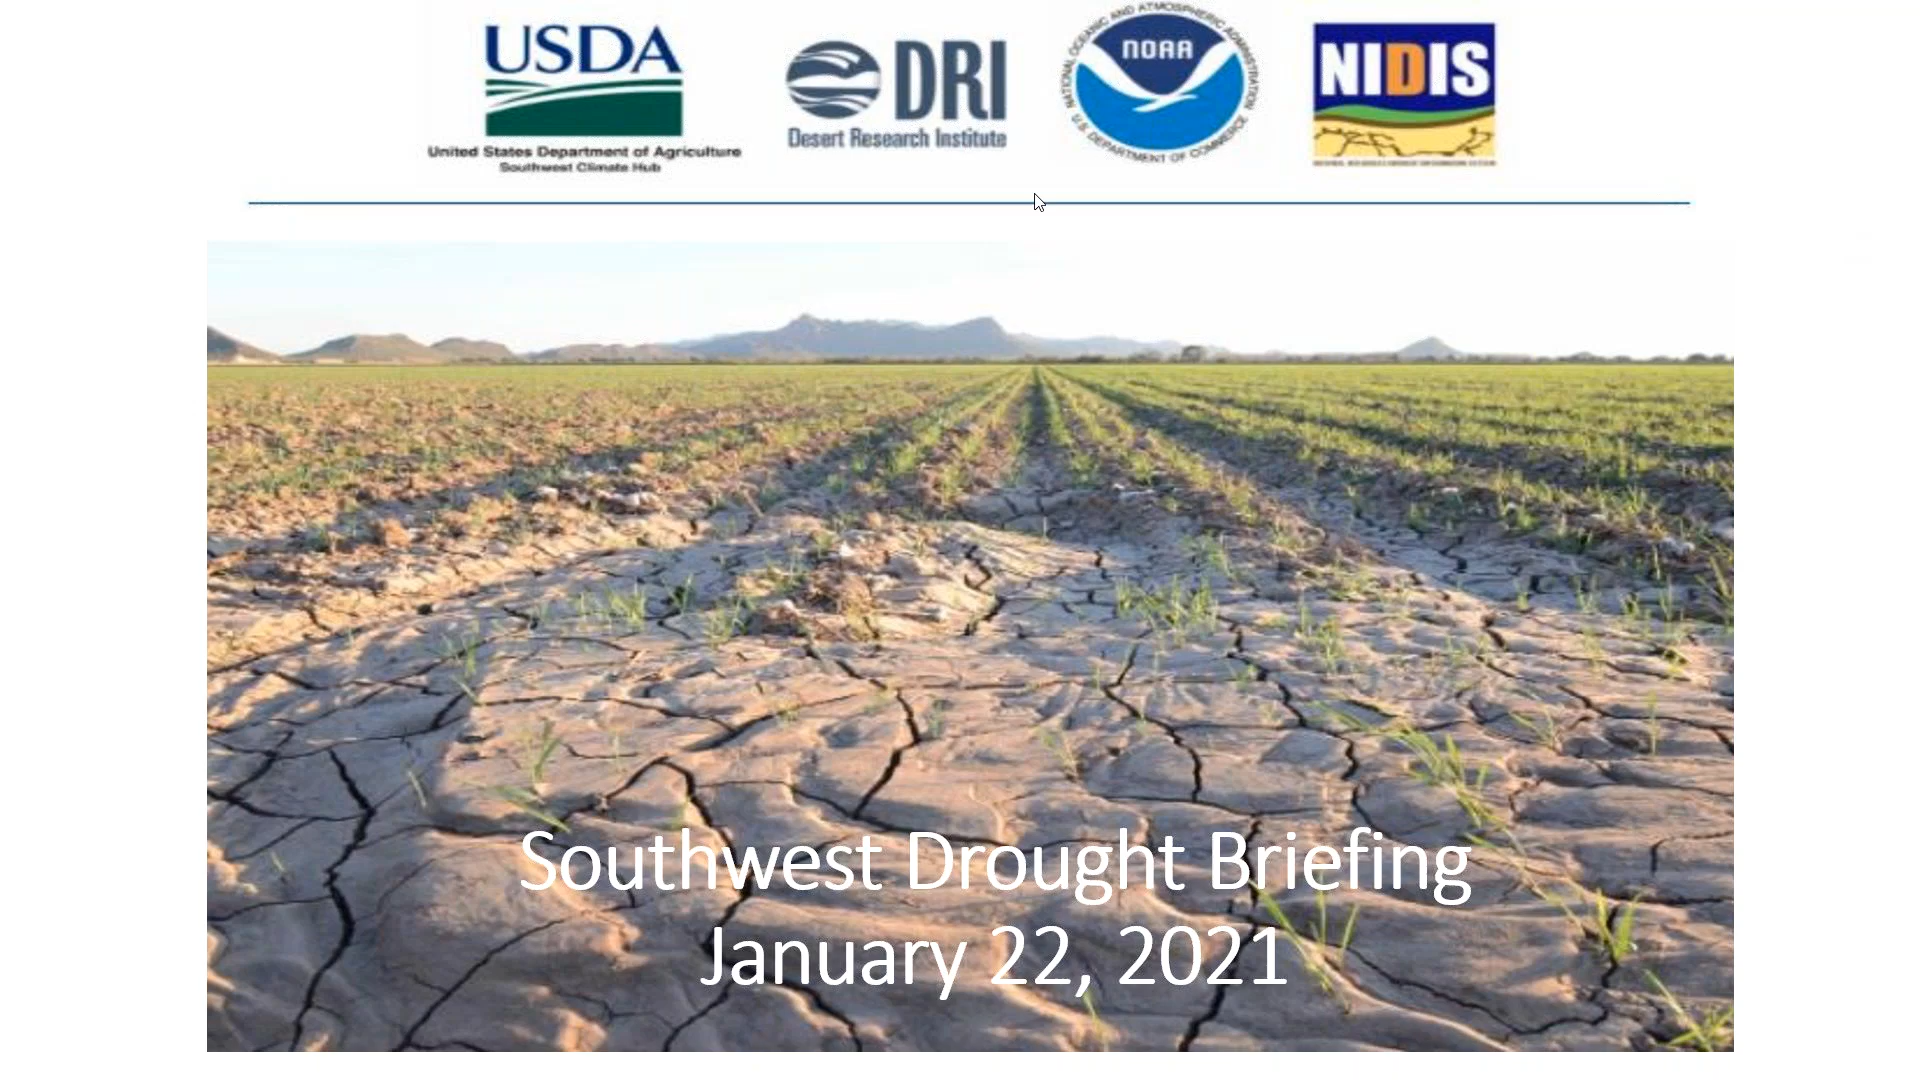 USDA
United States Department of Agriculture
Southwest Climate Hub
DRI
Desert Research Institute
NATIONAL OCEANIC AND ATMOSPHERIC ADMINISTRATION
NOAA
U.S. DEPARTMENT OF COMMERCE
NIDIS
Southwest Drought Briefing
January 22, 2021